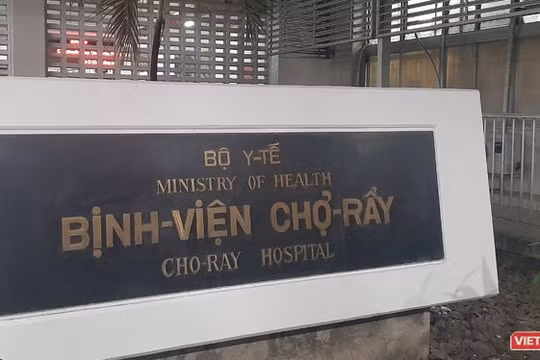 BỘ Y-TẾ
MINISTRY OF HEALTH
BỊNH-VIỆN CHỢ-RẪY
CHO-RAY HOSPITAL